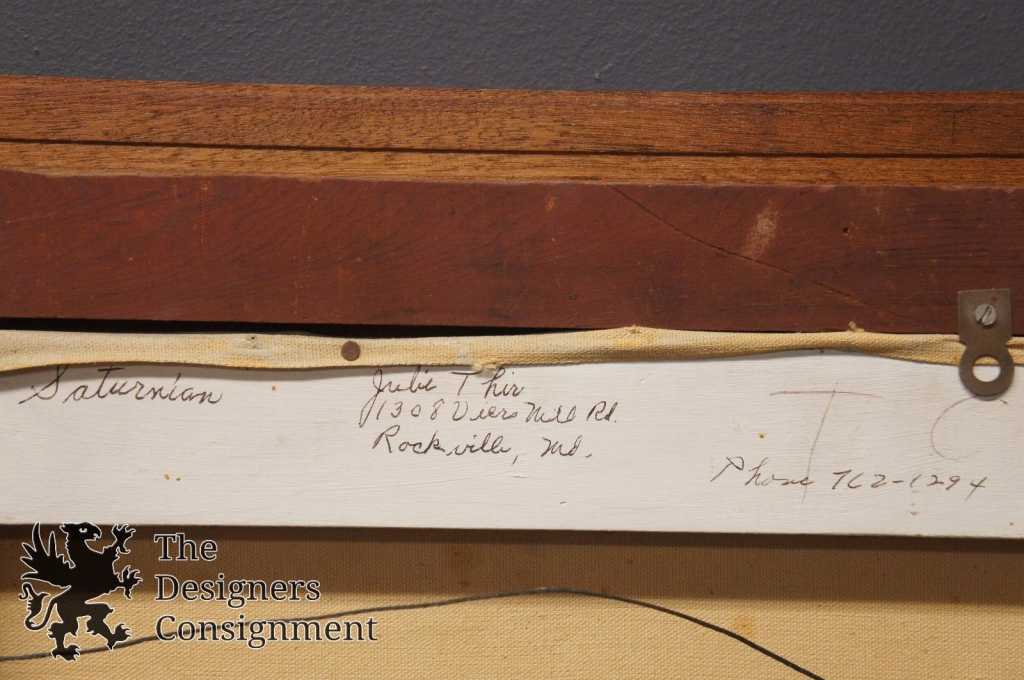 Saturnian
Julie Thir
1308 Viers Mill Rd.
Rockville, Md.
T C
Phone 762-1294
The
Designers
Consignment